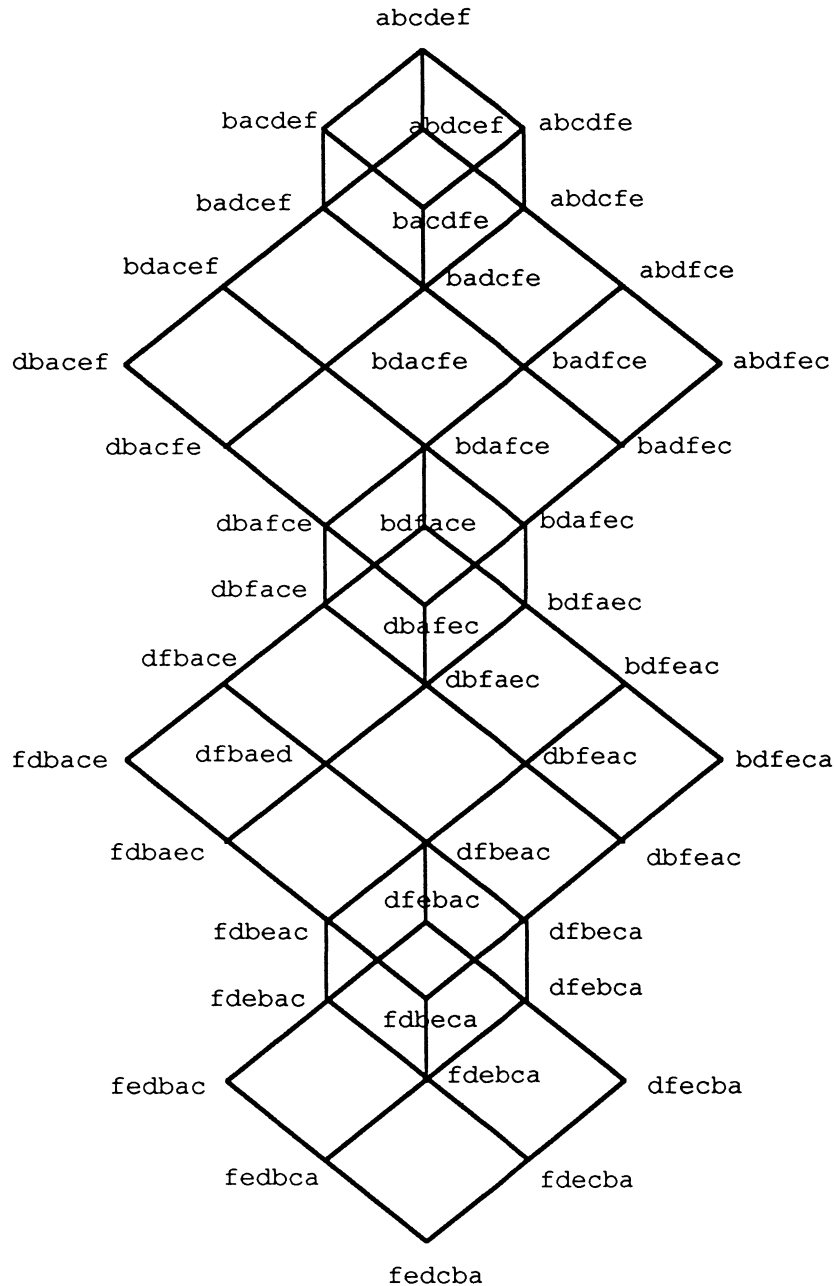 abcdef
bacdef abdcef abcdfe
badcef bacdfe abdcfe
bdacef badcfe abdfce
dbacef bdacfe badfce abdfec
dbacfe bdafce badfec
dbafce bdface bdafec
dbface dbafec bdfaec
dfbace dbfaec bdfeac
fdbace dfbaed dbfeac bdfeca
fdbaec dfbeac dbfeac
dfebac
fdbeac dfbeca
fdebac fdbeca dfebca
fedbac fdebca dfecba
fedbca fdecba
fedcba